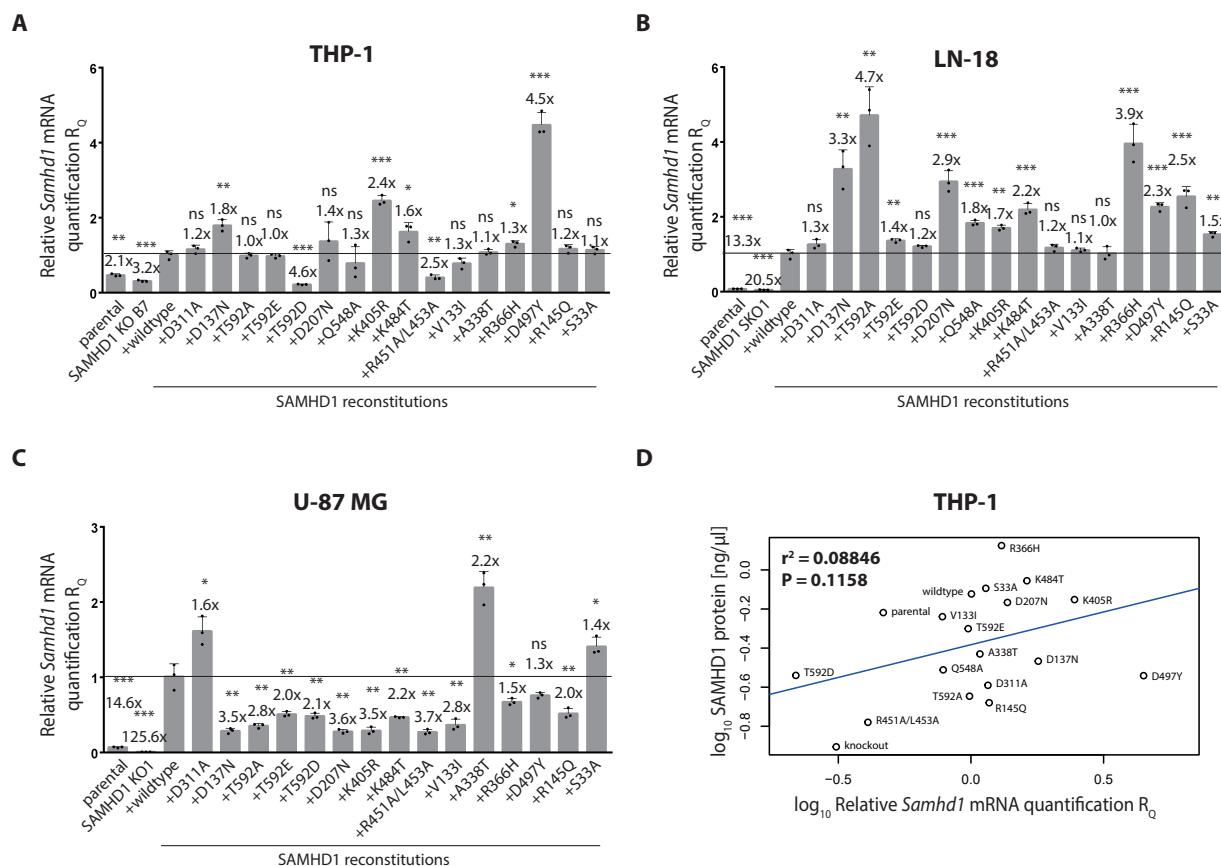 A
THP-1
Relative Samhd1 mRNA
quantification R_Q
6
4
2
0
**
2.1x
***
3.2x
ns
1.2x
**
1.8x
ns
1.0x
ns
1.0x
***
4.6x
ns
1.4x
ns
1.3x
***
2.4x
*
1.6x
**
2.5x
ns
1.3x
ns
1.1x
*
1.3x
***
4.5x
ns
1.2x
ns
1.1x
parental
SAMHD1 KO B7
+wildtype
+D311A
+D137N
+T592A
+T592E
+T592D
+D207N
+Q548A
+K405R
+K484T
+R451A/L453A
+V133I
+A338T
+R366H
+D497Y
+R145Q
+S33A
SAMHD1 reconstitutions
B
LN-18
Relative Samhd1 mRNA
quantification R_Q
6
4
2
0
***
13.3x
***
20.5x
ns
1.3x
**
3.3x
**
4.7x
**
1.4x
ns
1.2x
***
2.9x
***
1.8x
**
1.7x
***
2.2x
ns
1.2x
ns
1.1x
ns
1.0x
***
3.9x
***
2.3x
***
2.5x
**
1.5x
parental
SAMHD1 SKO1
+wildtype
+D311A
+D137N
+T592A
+T592E
+T592D
+D207N
+Q548A
+K405R
+K484T
+R451A/L453A
+V133I
+A338T
+R366H
+D497Y
+R145Q
+S33A
SAMHD1 reconstitutions
C
U-87 MG
Relative Samhd1 mRNA
quantification R_Q
3
2
1
0
***
14.6x
***
125.6x
*
1.6x
**
3.5x
**
2.8x
**
2.0x
**
2.1x
**
3.6x
**
3.5x
**
2.2x
**
3.7x
**
2.8x
**
2.2x
*
1.5x
ns
1.3x
**
2.0x
*
1.4x
parental
SAMHD1 KO1
+wildtype
+D311A
+D137N
+T592A
+T592E
+T592D
+D207N
+K405R
+K484T
+R451A/L453A
+V133I
+A338T
+R366H
+D497Y
+R145Q
+S33A
SAMHD1 reconstitutions
D
THP-1
log₁₀ SAMHD1 protein [ng/µl]
0.0
−0.2
−0.4
−0.6
−0.8
r² = 0.08846
P = 0.1158
R366H
K484T
S33A
wildtype
D207N
K405R
parental
V133I
T592E
A338T
D137N
Q548A
T592D
D497Y
D311A
T592A
R145Q
R451A/L453A
knockout
−0.5
0.0
0.5
log₁₀ Relative Samhd1 mRNA quantification R_Q